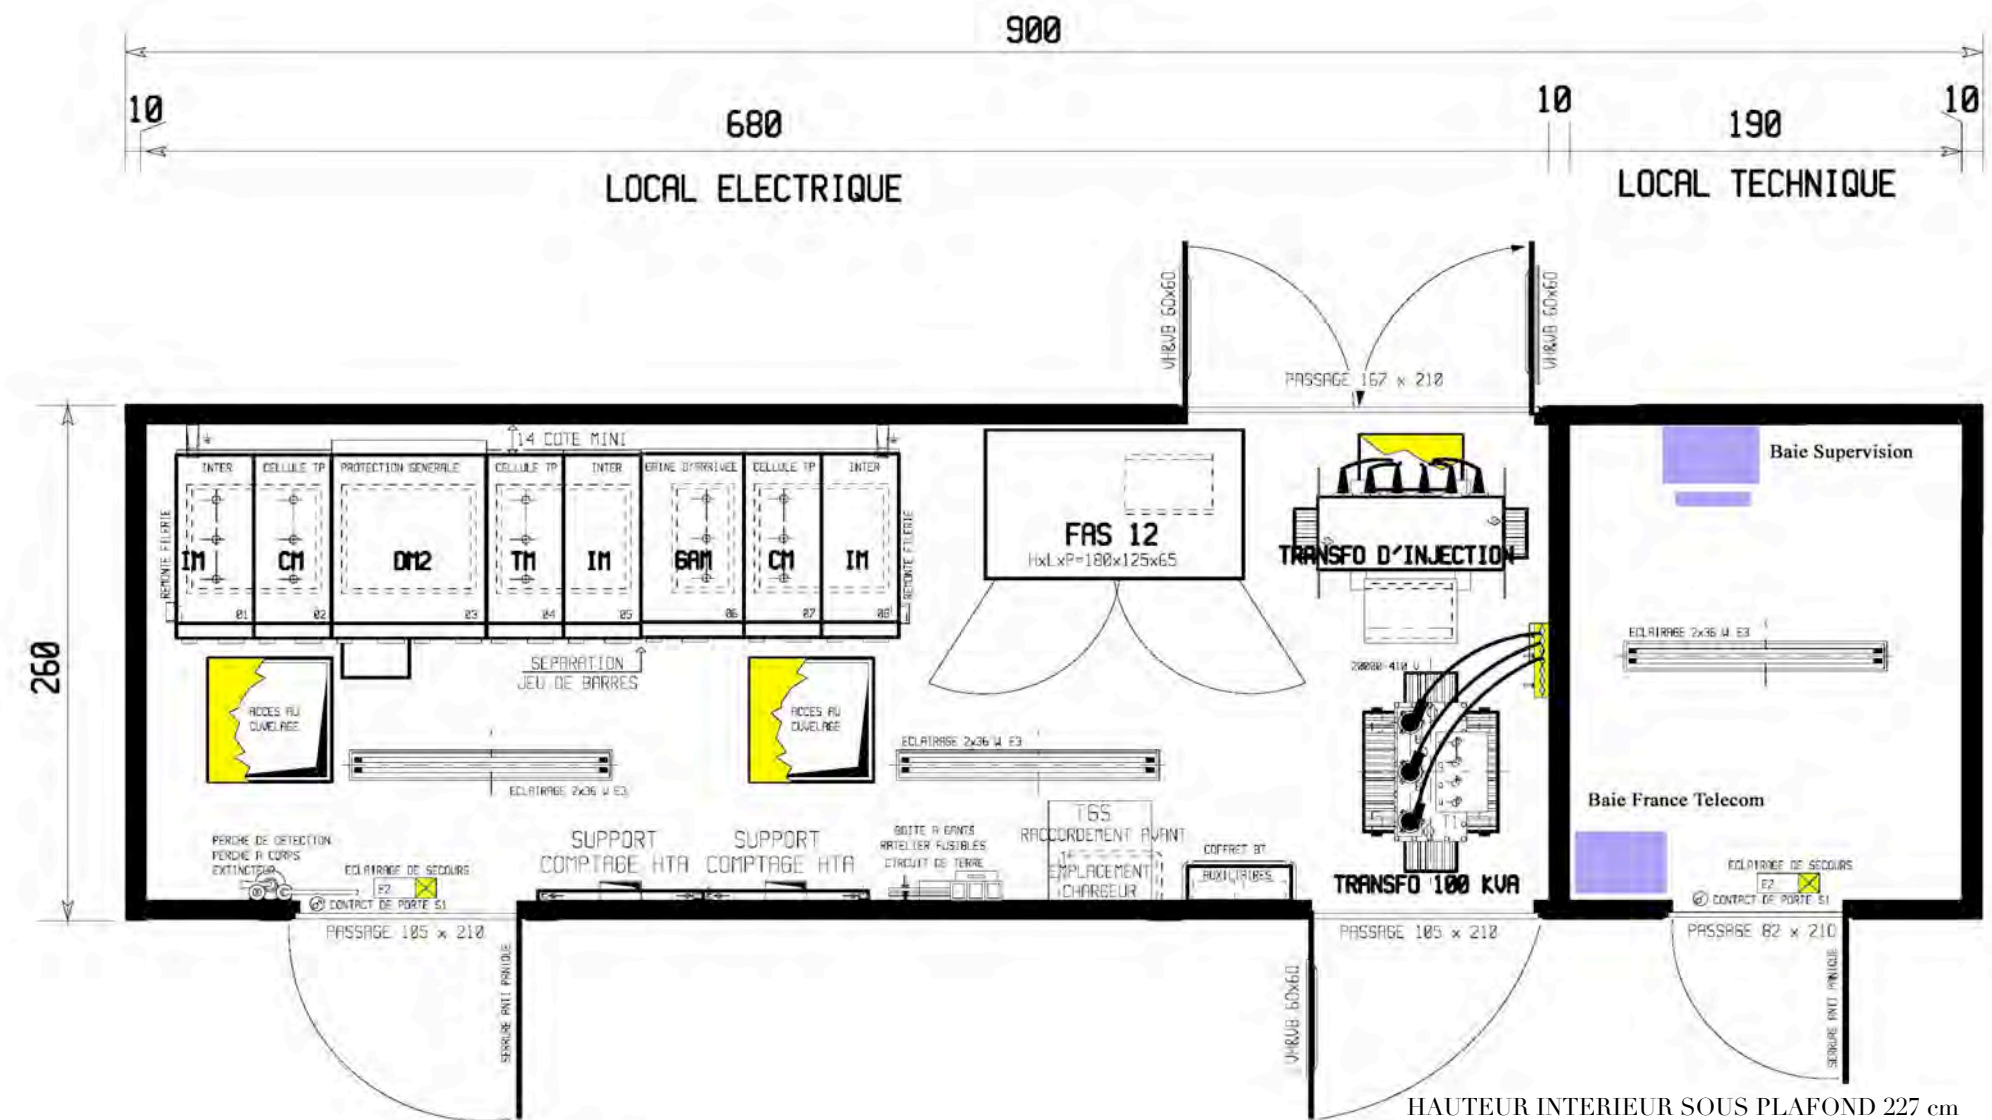 900
10
680
10
190
10
LOCAL ELECTRIQUE
LOCAL TECHNIQUE
VH&VB 60x60
VH&VB 60x60
PASSAGE 167 x 210
14 COTE MINI
INTER
CELLULE TP
PROTECTION GENERALE
CELLULE TP
INTER
GAINE D'ARRIVEE
CELLULE TP
INTER
REMONTE FILERIE
IM
CM
DM2
TM
IM
GAM
CM
IM
REMONTE FILERIE
01
02
03
04
05
06
07
08
FAS 12
HxLxP=180x125x65
TRANSFO D'INJECTION
Baie Supervision
260
SEPARATION
JEU DE BARRES
20000-410 V
ECLAIRAGE 2x36 W E3
ACCES AU
CUVELAGE
ACCES AU
CUVELAGE
ECLAIRAGE 2x36 W E3
ECLAIRAGE 2x36 W E3
Baie France Telecom
PERCHE DE DETECTION
PERCHE A CORPS
EXTINCTEUR
ECLAIRAGE DE SECOURS
E2
CONTACT DE PORTE S1
SUPPORT
COMPTAGE HTA
SUPPORT
COMPTAGE HTA
BOITE A GANTS
RATELIER FUSIBLES
CIRCUIT DE TERRE
TGS
RACCORDEMENT AVANT
EMPLACEMENT
CHARGEUR
COFFRET BT
AUXILIAIRES
T1
TRANSFO 100 KVA
ECLAIRAGE DE SECOURS
E2
CONTACT DE PORTE S1
PASSAGE 105 x 210
PASSAGE 105 x 210
PASSAGE 82 x 210
SERRURE ANTI PANIQUE
VH&VB 60x60
SERRURE ANTI PANIQUE
HAUTEUR INTERIEUR SOUS PLAFOND 227 cm